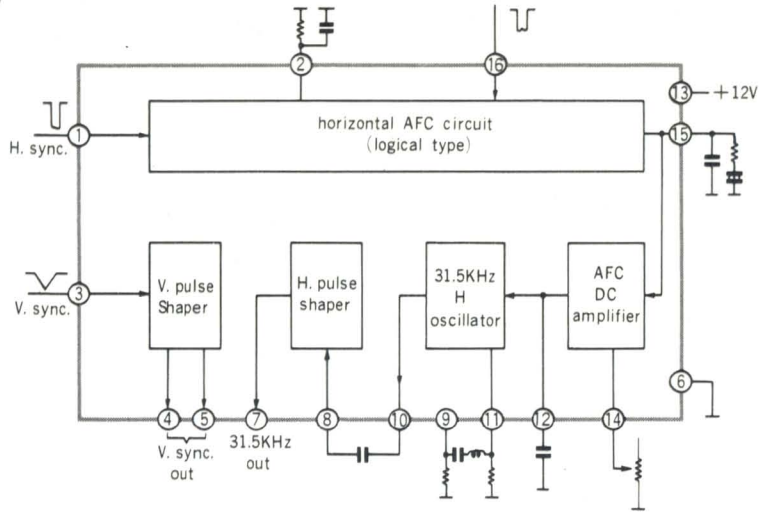 2
16
13
+12V
horizontal AFC circuit
(logical type)
1
H. sync.
15
3
V. sync.
V. pulse
Shaper
H. pulse
shaper
31.5KHz
H
oscillator
AFC
DC
amplifier
6
4
5
7
8
10
9
11
12
14
V. sync.
out
31.5KHz
out